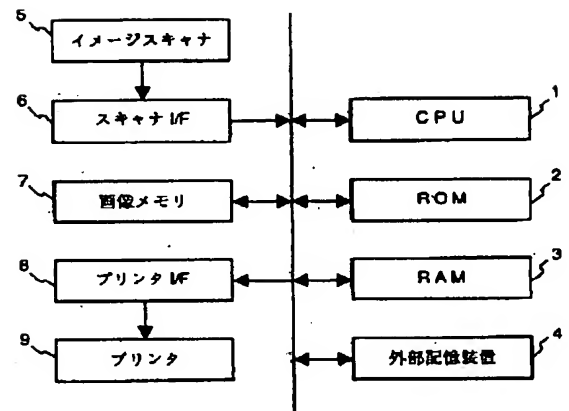 5
イメージスキャナ
6
スキャナ I/F
1
CPU
7
画像メモリ
2
ROM
8
プリンタ I/F
3
RAM
9
プリンタ
4
外部記憶装置